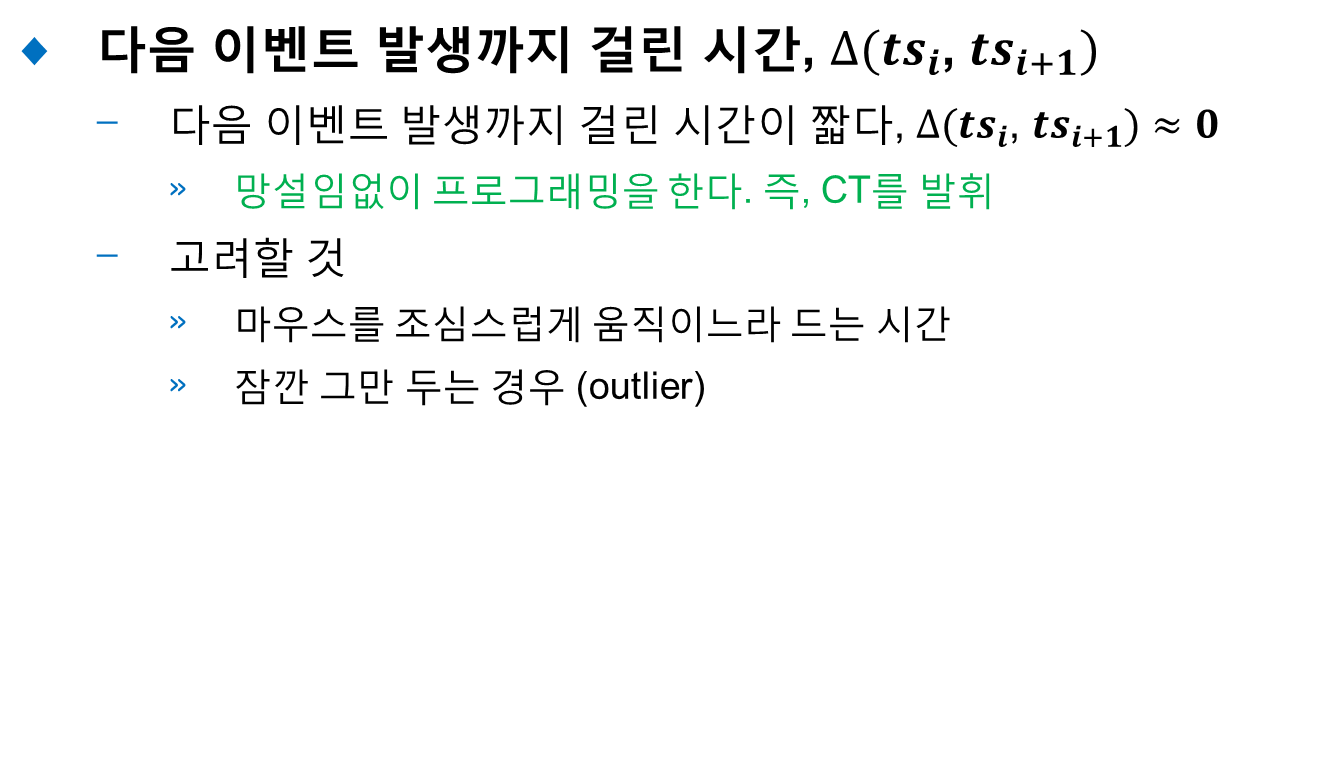 ◆ 다음 이벤트 발생까지 걸린 시간, Δ(ts_i, ts_{i+1})
– 다음 이벤트 발생까지 걸린 시간이 짧다, Δ(ts_i, ts_{i+1}) ≈ 0
» 망설임없이 프로그래밍을 한다. 즉, CT를 발휘
– 고려할 것
» 마우스를 조심스럽게 움직이느라 드는 시간
» 잠깐 그만 두는 경우 (outlier)